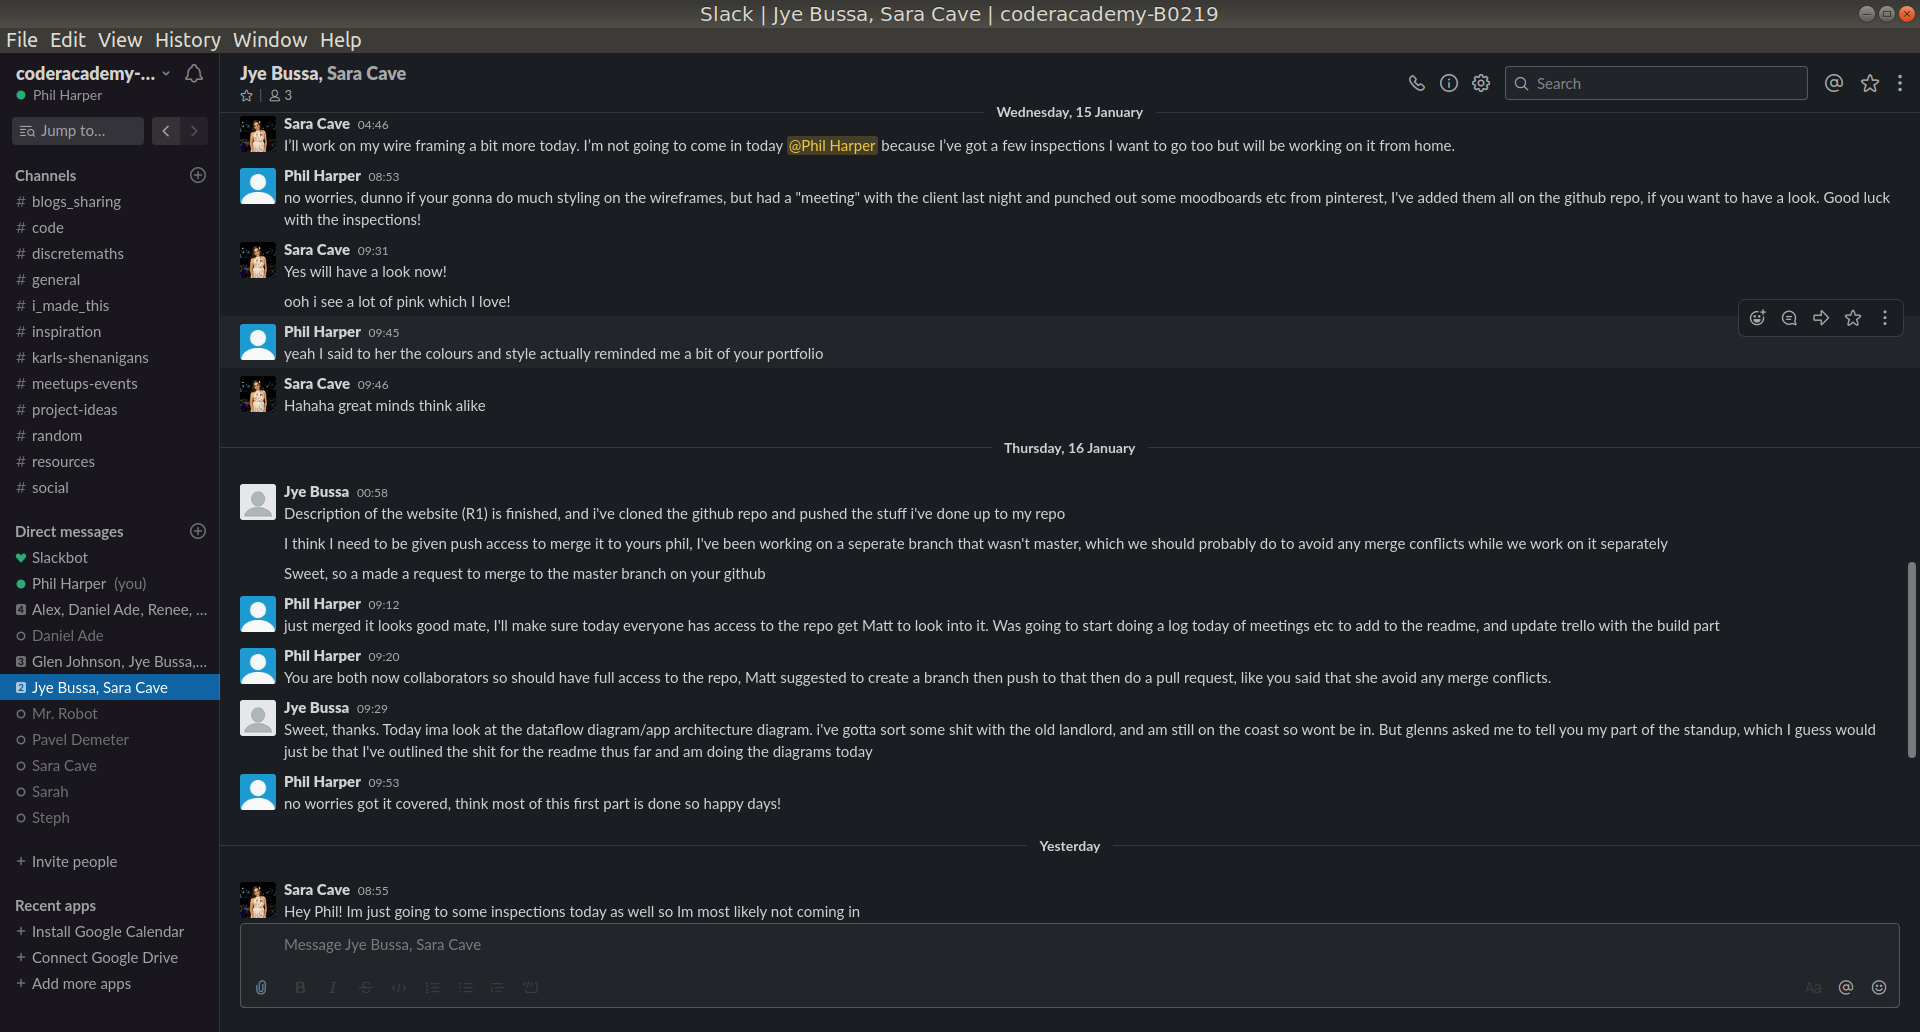 Slack | Jye Bussa, Sara Cave | coderacademy-B0219
File Edit View History Window Help
coderacademy-...
Phil Harper
Jump to...
Channels
# blogs_sharing
# code
# discretemaths
# general
# i_made_this
# inspiration
# karls-shenanigans
# meetups-events
# project-ideas
# random
# resources
# social
Direct messages
Slackbot
Phil Harper (you)
4 Alex, Daniel Ade, Renee, ...
Daniel Ade
3 Glen Johnson, Jye Bussa,...
2 Jye Bussa, Sara Cave
Mr. Robot
Pavel Demeter
Sara Cave
Sarah
Steph
+ Invite people
Recent apps
+ Install Google Calendar
+ Connect Google Drive
+ Add more apps
Jye Bussa, Sara Cave
3
Search
Wednesday, 15 January
Sara Cave 04:46
I'll work on my wire framing a bit more today. I'm not going to come in today @Phil Harper because I've got a few inspections I want to go too but will be working on it from home.
Phil Harper 08:53
no worries, dunno if your gonna do much styling on the wireframes, but had a "meeting" with the client last night and punched out some moodboards etc from pinterest, I've added them all on the github repo, if you want to have a look. Good luck
with the inspections!
Sara Cave 09:31
Yes will have a look now!
ooh i see a lot of pink which I love!
Phil Harper 09:45
yeah I said to her the colours and style actually reminded me a bit of your portfolio
Sara Cave 09:46
Hahaha great minds think alike
Thursday, 16 January
Jye Bussa 00:58
Description of the website (R1) is finished, and i've cloned the github repo and pushed the stuff i've done up to my repo
I think I need to be given push access to merge it to yours phil, I've been working on a seperate branch that wasn't master, which we should probably do to avoid any merge conflicts while we work on it separately
Sweet, so a made a request to merge to the master branch on your github
Phil Harper 09:12
just merged it looks good mate, I'll make sure today everyone has access to the repo get Matt to look into it. Was going to start doing a log today of meetings etc to add to the readme, and update trello with the build part
Phil Harper 09:20
You are both now collaborators so should have full access to the repo, Matt suggested to create a branch then push to that then do a pull request, like you said that she avoid any merge conflicts.
Jye Bussa 09:29
Sweet, thanks. Today ima look at the dataflow diagram/app architecture diagram. i've gotta sort some shit with the old landlord, and am still on the coast so wont be in. But glenns asked me to tell you my part of the standup, which I guess would
just be that I've outlined the shit for the readme thus far and am doing the diagrams today
Phil Harper 09:53
no worries got it covered, think most of this first part is done so happy days!
Yesterday
Sara Cave 08:55
Hey Phil! Im just going to some inspections today as well so Im most likely not coming in
Message Jye Bussa, Sara Cave
B I S </> Aa @